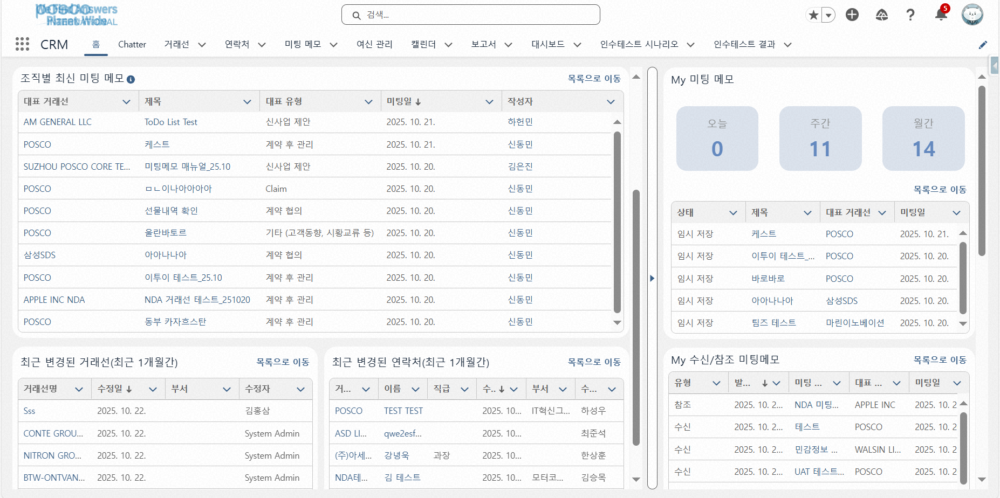 posco
INTERNATIONAL
We Find Answers
Planet Wide
검색...
5
CRM
홈
Chatter
거래선
연락처
미팅 메모
여신 관리
캘린더
보고서
대시보드
인수테스트 시나리오
인수테스트 결과
조직별 최신 미팅 메모
목록으로 이동
대표 거래선 제목 대표 유형 미팅일 작성자
AM GENERAL LLC ToDo List Test 신사업 제안 2025. 10. 21. 하헌민
POSCO 케스트 계약 후 관리 2025. 10. 21. 신동민
SUZHOU POSCO CORE TE... 미팅메모 매뉴얼_25.10 신사업 제안 2025. 10. 20. 김은진
POSCO ㅁㄴ이나아아아아 Claim 2025. 10. 20. 신동민
POSCO 선물내역 확인 계약 협의 2025. 10. 20. 신동민
POSCO 울란바토르 기타 (고객동향, 시황교류 등) 2025. 10. 20. 신동민
삼성SDS 아아나나아 계약 협의 2025. 10. 20. 신동민
POSCO 이투이 테스트_25.10 계약 후 관리 2025. 10. 20. 신동민
APPLE INC NDA NDA 거래선 테스트_251020 계약 후 관리 2025. 10. 20. 신동민
POSCO 동부 카자흐스탄 계약 후 관리 2025. 10. 20. 신동민
My 미팅 메모
오늘 주간 월간
0 11 14
목록으로 이동
상태 제목 대표 거래선 미팅일
임시 저장 케스트 POSCO 2025. 10. 21.
임시 저장 이투이 테스트_... POSCO 2025. 10. 20.
임시 저장 바로바로 POSCO 2025. 10. 20.
임시 저장 아아나나아 삼성SDS 2025. 10. 20.
임시 저장 팀즈 테스트 마린이노베이션 2025. 10. 20.
최근 변경된 거래선(최근 1개월간)
목록으로 이동
거래선명 수정일 부서 수정자
Sss 2025. 10. 22. 김홍삼
CONTE GROU... 2025. 10. 22. System Admin
NITRON GRO... 2025. 10. 22. System Admin
BTW-ONTVAN... 2025. 10. 22. System Admin
최근 변경된 연락처(최근 1개월간)
목록으로 이동
거... 이름 직급 수.. 부서 수...
POSCO TEST TEST 2025. 10... IT혁신그... 하성우
ASD LI... qwe2esf... 2025. 10... 최준석
(주)아세... 강녕욱 과장 2025. 10... 한상훈
NDA테... 김 테스트 2025. 10... 모터코... 김승목
My 수신/참조 미팅메모
목록으로 이동
유형 발... 미팅 ... 대표 ... 미팅일
참조 2025. 10. 2... NDA 미팅... APPLE INC 2025. 10. 2
수신 2025. 10. 2... 테스트 POSCO 2025. 10. 2
수신 2025. 10. 2... 민감정보 ... WALSIN LI... 2025. 10. 2
수신 2025. 10. 2... UAT 테스트... POSCO 2025. 10. 2